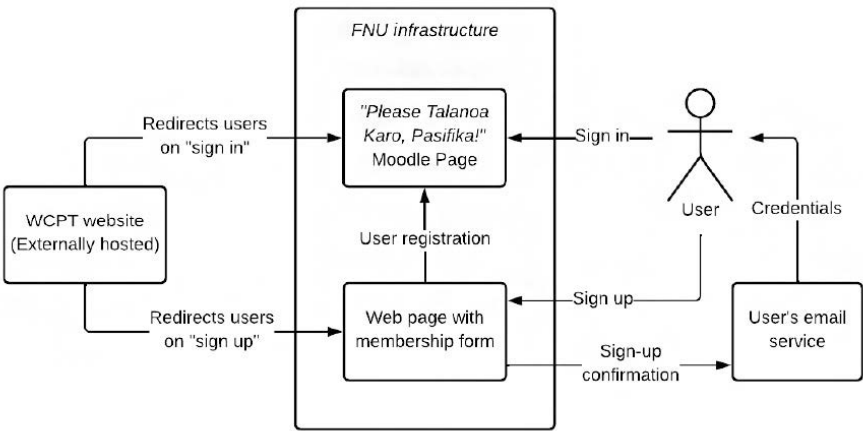 FNU infrastructure
"Please Talanoa
Karo, Pasifika!"
Moodle Page
Redirects users
on "sign in"
Sign in
User
Credentials
WCPT website
(Externally hosted)
User registration
Redirects users
on "sign up"
Web page with
membership form
Sign up
Sign-up
confirmation
User's email
service